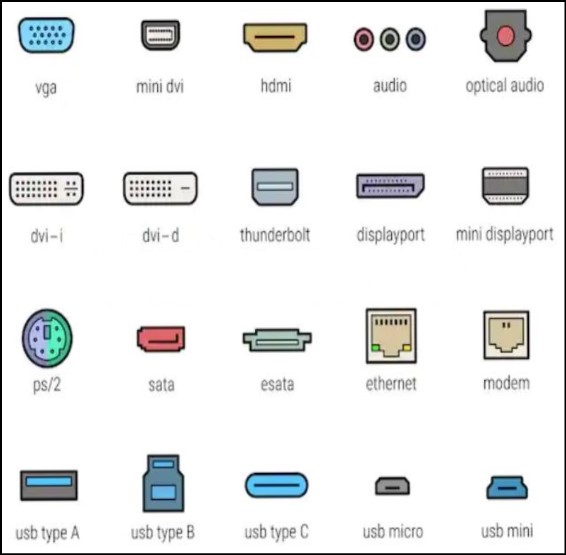 vga
mini dvi
hdmi
audio
optical audio
dvi-i
dvi-d
thunderbolt
displayport
mini displayport
ps/2
sata
esata
ethernet
modem
usb type A
usb type B
usb type C
usb micro
usb mini